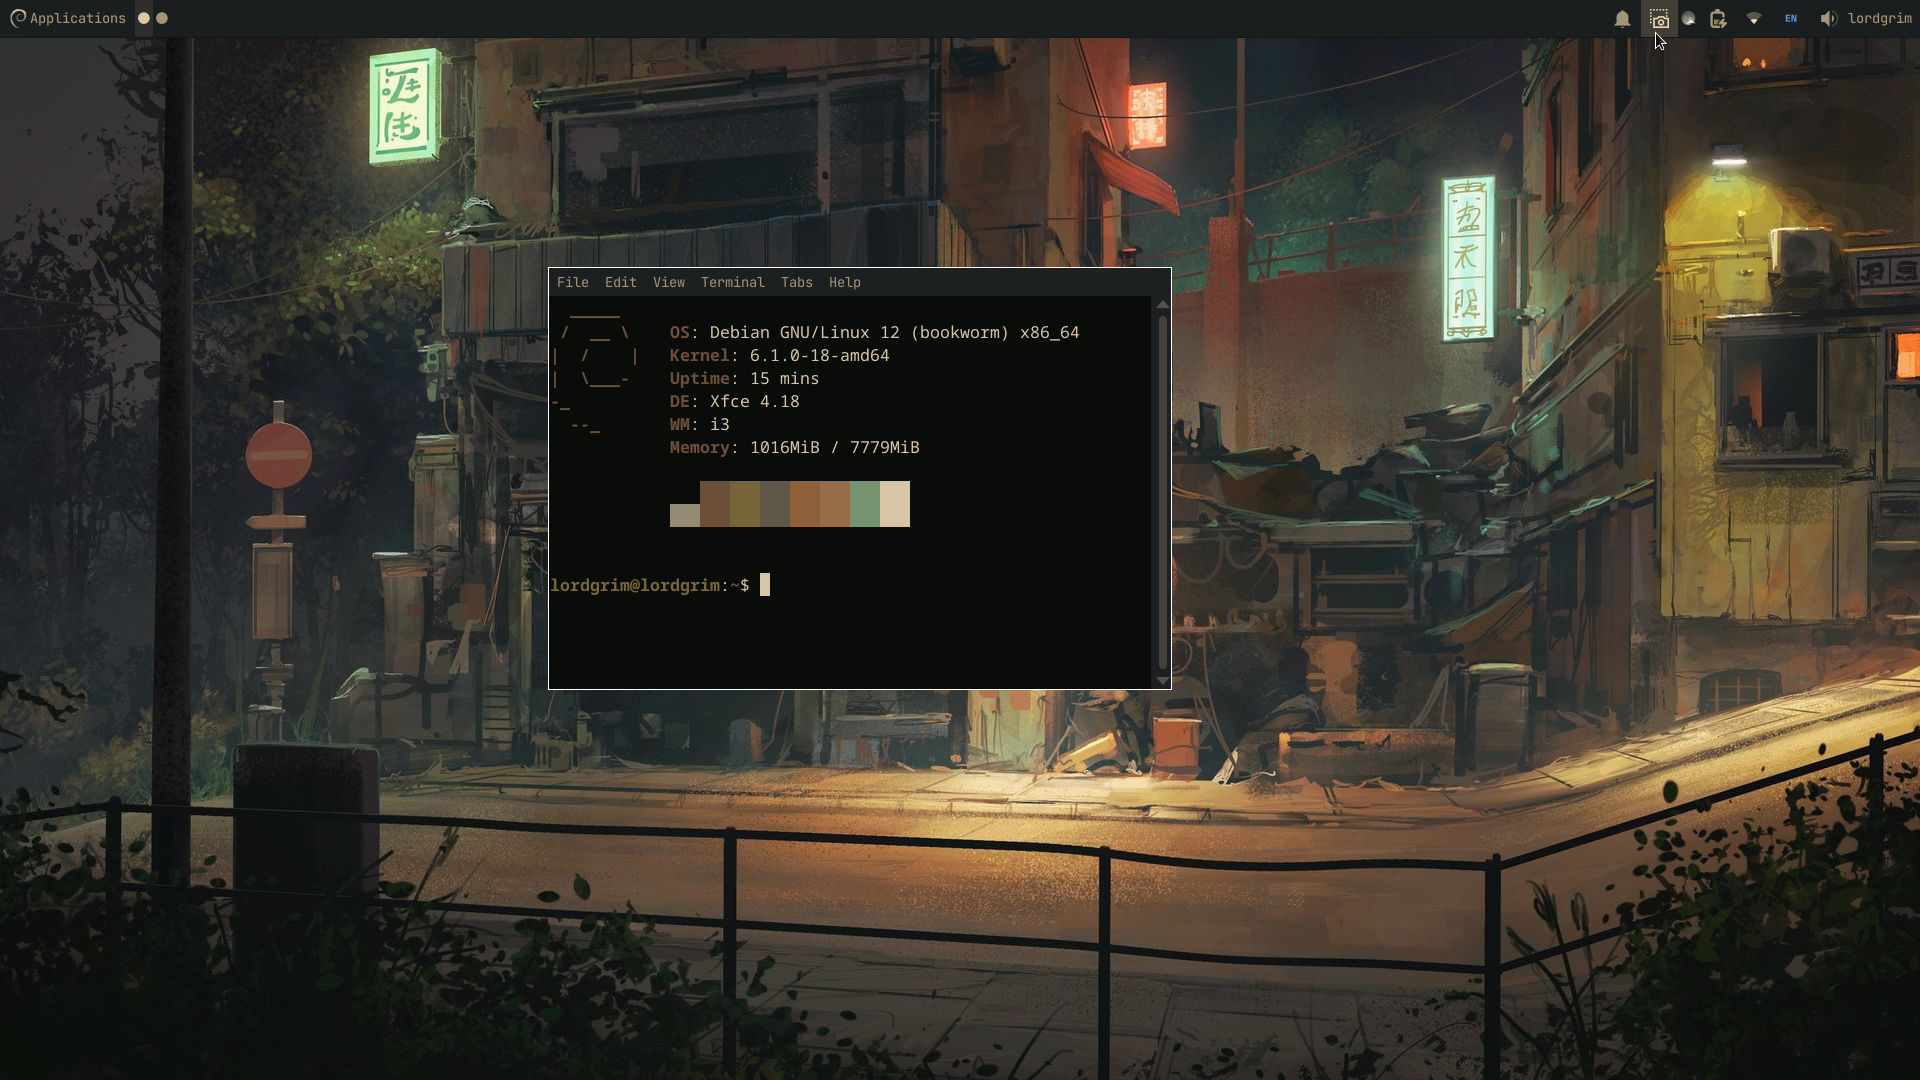 Applications
EN
lordgrim
File Edit View Terminal Tabs Help
OS: Debian GNU/Linux 12 (bookworm) x86_64
Kernel: 6.1.0-18-amd64
Uptime: 15 mins
DE: Xfce 4.18
WM: i3
Memory: 1016MiB / 7779MiB
lordgrim@lordgrim:~$